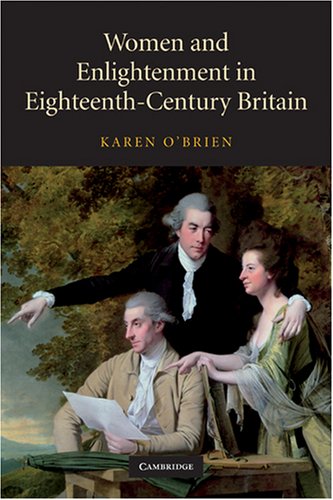 Women and
Enlightenment in
Eighteenth-Century Britain
KAREN O'BRIEN
CAMBRIDGE